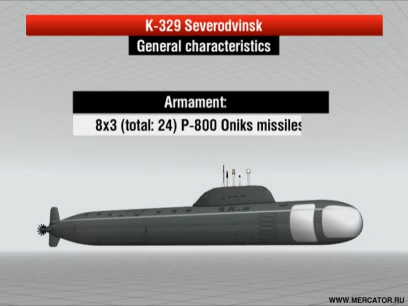 K-329 Severodvinsk
General characteristics
Armament:
8x3 (total: 24) P-800 Oniks missiles
WWW.MERCATOR.RU